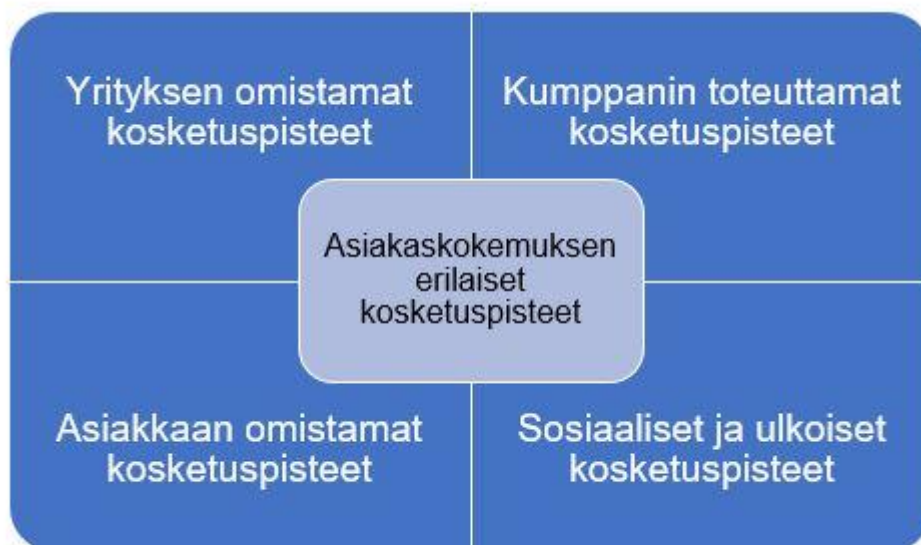 Yrityksen omistamat
kosketuspisteet
Kumppanin toteuttamat
kosketuspisteet
Asiakaskokemuksen
erilaiset
kosketuspisteet
Asiakkaan omistamat
kosketuspisteet
Sosiaaliset ja ulkoiset
kosketuspisteet